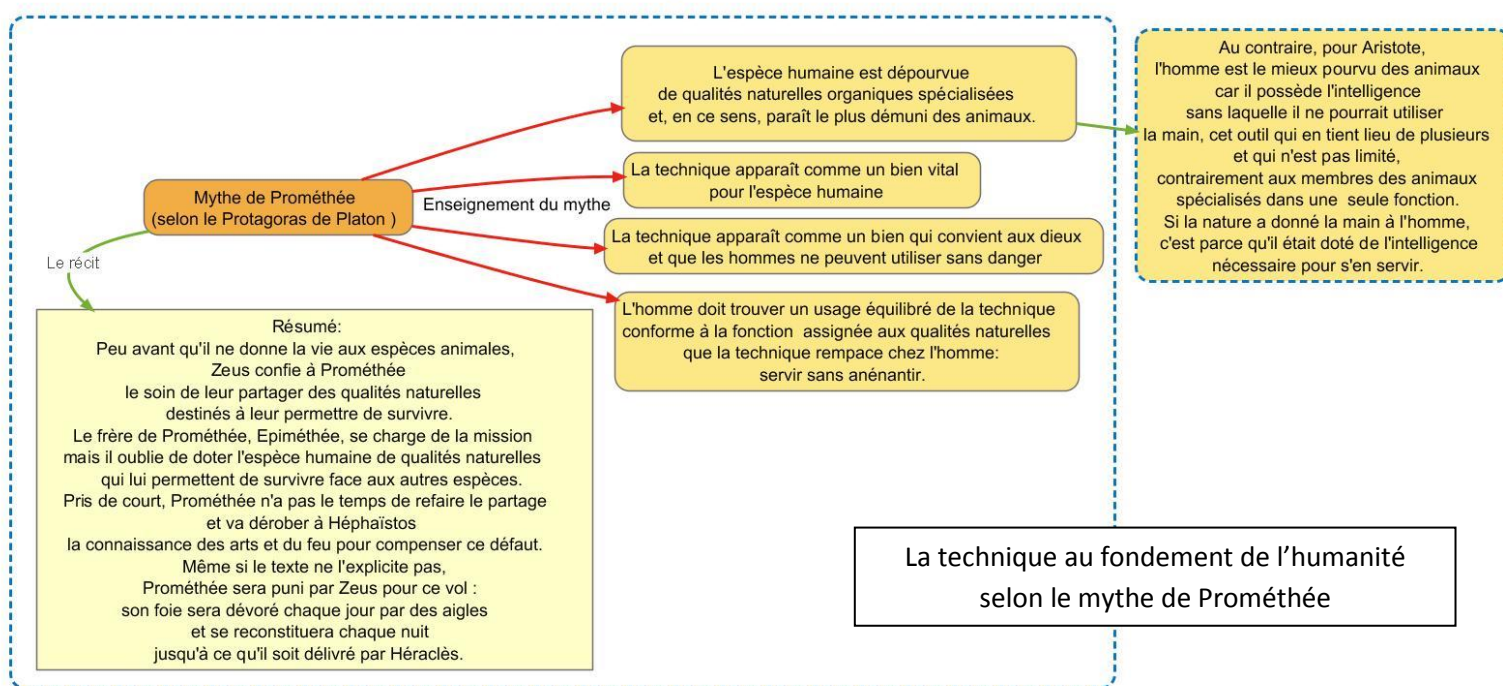 L'espèce humaine est dépourvue
de qualités naturelles organiques spécialisées
et, en ce sens, paraît le plus démuni des animaux.
Au contraire, pour Aristote,
l'homme est le mieux pourvu des animaux
car il possède l'intelligence
sans laquelle il ne pourrait utiliser
la main, cet outil qui en tient lieu de plusieurs
et qui n'est pas limité,
contrairement aux membres des animaux
spécialisés dans une seule fonction.
Si la nature a donné la main à l'homme,
c'est parce qu'il était doté de l'intelligence
nécessaire pour s'en servir.
Mythe de Prométhée
(selon le Protagoras de Platon )
Enseignement du mythe
La technique apparaît comme un bien vital
pour l'espèce humaine
La technique apparaît comme un bien qui convient aux dieux
et que les hommes ne peuvent utiliser sans danger
L'homme doit trouver un usage équilibré de la technique
conforme à la fonction assignée aux qualités naturelles
que la technique rempace chez l'homme:
servir sans anénantir.
Le récit
Résumé:
Peu avant qu'il ne donne la vie aux espèces animales,
Zeus confie à Prométhée
le soin de leur partager des qualités naturelles
destinés à leur permettre de survivre.
Le frère de Prométhée, Epiméthée, se charge de la mission
mais il oublie de doter l'espèce humaine de qualités naturelles
qui lui permettent de survivre face aux autres espèces.
Pris de court, Prométhée n'a pas le temps de refaire le partage
et va dérober à Héphaïstos
la connaissance des arts et du feu pour compenser ce défaut.
Même si le texte ne l'explicite pas,
Prométhée sera puni par Zeus pour ce vol :
son foie sera dévoré chaque jour par des aigles
et se reconstituera chaque nuit
jusqu'à ce qu'il soit délivré par Héraclès.
La technique au fondement de l'humanité
selon le mythe de Prométhée